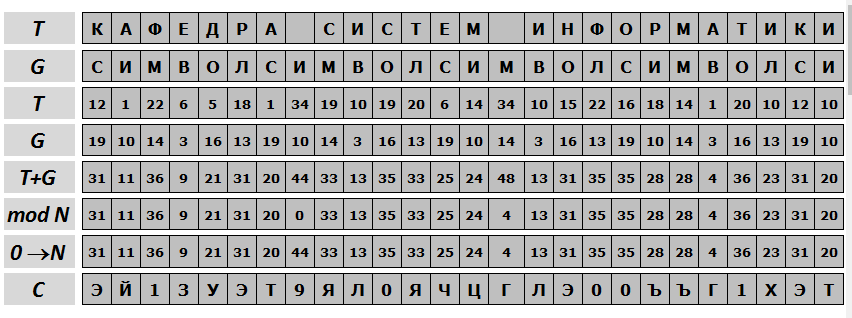 T К А Ф Е Д Р А С И С Т Е М И Н Ф О Р М А Т И К И
G С И М В О Л С И М В О Л С И М В О Л С И М В О Л С И
T 12 1 22 6 5 18 1 34 19 10 19 20 6 14 34 10 15 22 16 18 14 1 20 10 12 10
G 19 10 14 3 16 13 19 10 14 3 16 13 19 10 14 3 16 13 19 10 14 3 16 13 19 10
T+G 31 11 36 9 21 31 20 44 33 13 35 33 25 24 48 13 31 35 35 28 28 4 36 23 31 20
mod N 31 11 36 9 21 31 20 0 33 13 35 33 25 24 4 13 31 35 35 28 28 4 36 23 31 20
0 →N 31 11 36 9 21 31 20 44 33 13 35 33 25 24 4 13 31 35 35 28 28 4 36 23 31 20
C Э Й 1 З У Э Т 9 Я Л 0 Я Ч Ц Г Л Э 0 0 Ъ Ъ Г 1 Х Э Т